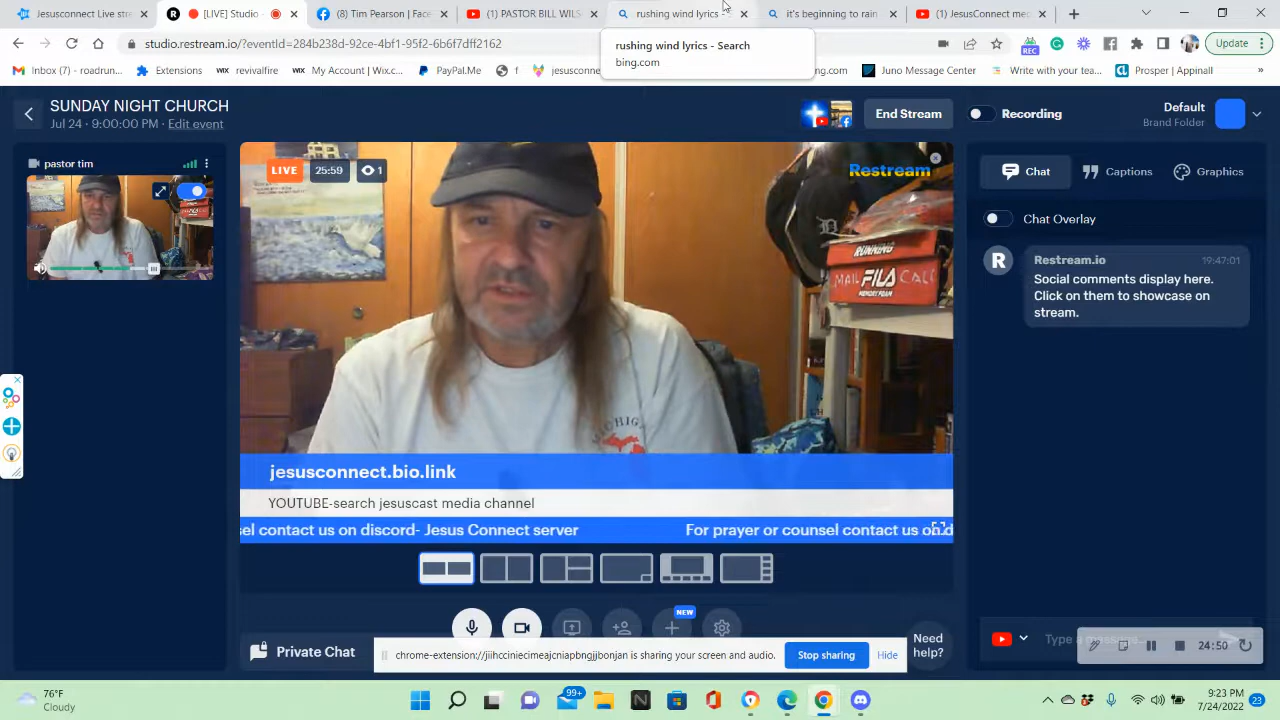 Jesusconnect Live stre
[LIVE] Studio
(8) Tim Pearson | Face
(1) PASTOR BILL WILS
rushing wind lyrics - S
it's beginning to rain
(1) JesusConnect med
studio.restream.io/?eventId=284b238d-
-4bf1-95f2-6b6f7dff2162
REC
Update
rushing wind lyrics - Search
bing.com
Inbox (7) - roadrun...
Extensions
WIX My Account | Wix.c...
PayPal.Me
f
jesusconne
ng.com
Juno Message Center
Write with your tea...
Prosper | Appinall
»
SUNDAY NIGHT CHURCH
Jul 24 - 9:00:00 PM · Edit event
End Stream
Recording
Default
Brand Folder
pastor tim
LIVE
25:59
1
Restream
RUNNING
MAIL FILA CALL
MICHIGAN
jesusconnect.bio.link
YOUTUBE-search jesuscast media channel
sel contact us on discord- Jesus Connect server
For prayer or counsel contact us on d
Chat
Captions
Graphics
Chat Overlay
R
Restream.io
19:47:01
Social comments display here.
Click on them to showcase on
stream.
NEW
Private Chat
chrome-extension://jiihcciniecimeajcniapbngjjbonjan is sharing your screen and audio.
Stop sharing
Hide
Need
help?
Type a message...
24:50
76°F
Cloudy
99+
9:23 PM
7/24/2022
23